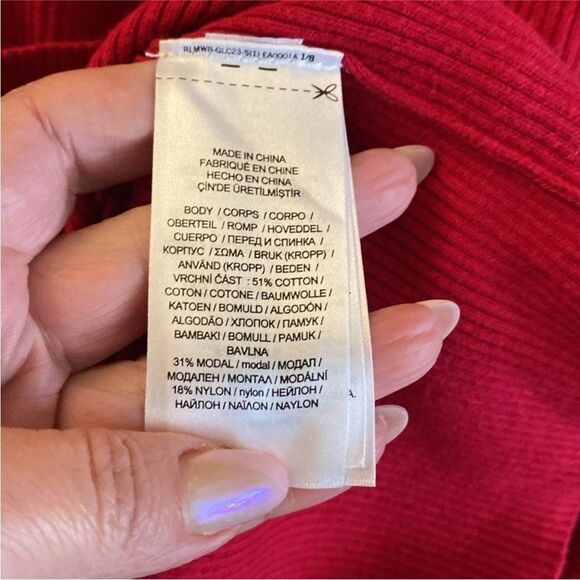 RLMWB-GLC23-S(1) EA0001A 1/8
MADE IN CHINA
FABRIQUÉ EN CHINE
HECHO EN CHINA
ÇİN'DE ÜRETİLMİŞTİR
BODY / CORPS / CORPO /
OBERTEIL / ROMP / HOVEDDEL /
CUERPO / ПЕРЕД И СПИНКА /
КОРПУС / ΣΩΜΑ / BRUK (KROPP) /
ANVÄND (KROPP) / BEDEN /
VRCHNÍ ČÁST : 51% COTTON /
COTON / COTONE / BAUMWOLLE /
KATOEN / BOMULD / ALGODÓN /
ALGODÃO / ХЛОПОК / ПАМУК /
BAMBAKI / BOMULL / PAMUK /
BAVLNA
31% MODAL / modal / МОДАЛ /
МОДАЛЕН / ΜΟΝΤΑΛ / MODÁLNÍ
18% NYLON / nylon / НЕЙЛОН /
НАЙЛОН / ΝΑΪΛΟΝ / NAYLON
A.